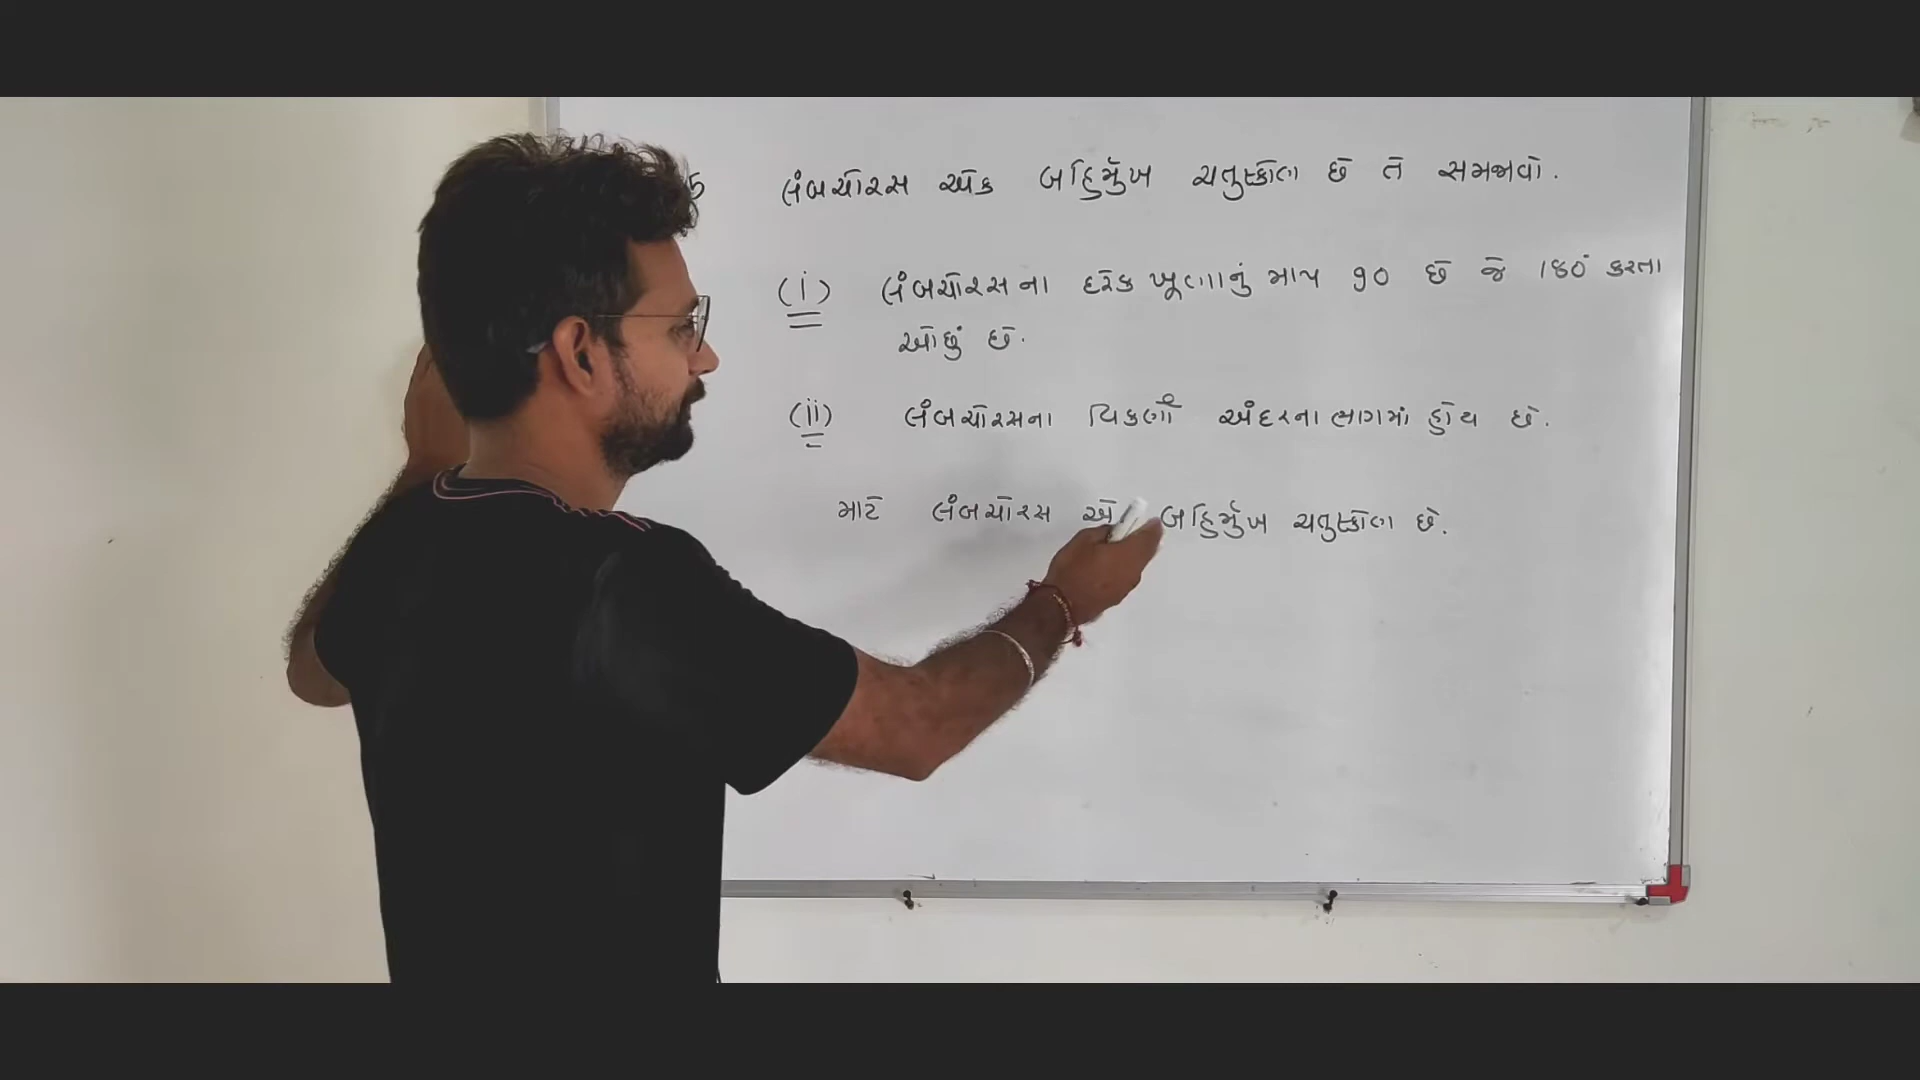 5 લંબચોરસ એક બહિર્મુખ ચતુષ્કોણ છે તે સમજાવો.
(i) લંબચોરસના દરેક ખૂણાનું માપ 90 છે જે 180° કરતા
ઓછું છે.
(ii) લંબચોરસના વિકર્ણો અંદરના ભાગમાં હોય છે.
માટે લંબચોરસ એ બહિર્મુખ ચતુષ્કોણ છે.